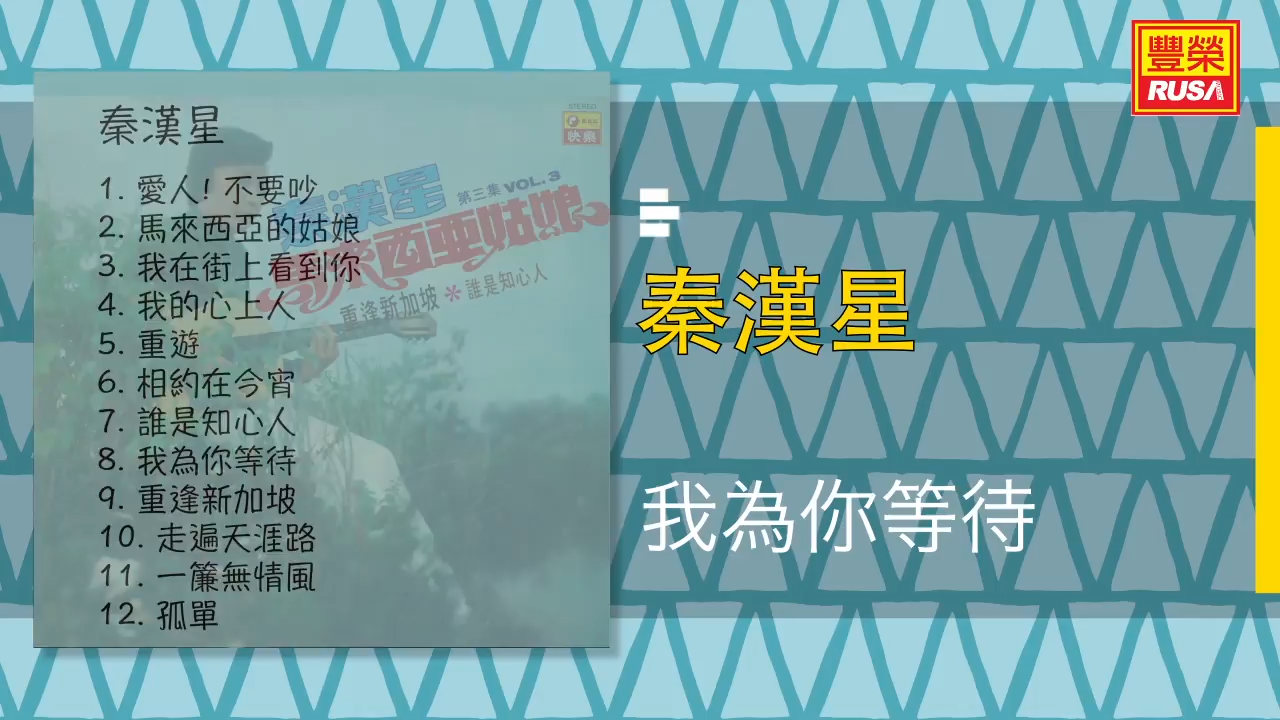 豐榮
RUSA
秦漢星
1. 愛人! 不要吵
2. 馬來西亞的姑娘
3. 我在街上看到你
4. 我的心上人
5. 重遊
6. 相約在今宵
7. 誰是知心人
8. 我為你等待
9. 重逢新加坡
10. 走遍天涯路
11. 一簾無情風
12. 孤單
STEREO
映樂
秦漢星
第三集 VOL.3
馬來西亜姑娘
重逢新加坡 * 誰是知心人
秦漢星
我為你等待